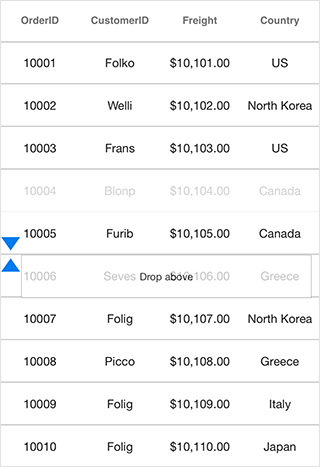 OrderID CustomerID Freight Country
10001 Folko $10,101.00 US
10002 Welli $10,102.00 North Korea
10003 Frans $10,103.00 US
10004 Blonp $10,104.00 Canada
10005 Furib $10,105.00 Canada
10006 Seves Drop above $10,106.00 Greece
10007 Folig $10,107.00 North Korea
10008 Picco $10,108.00 Greece
10009 Folig $10,109.00 Italy
10010 Folig $10,110.00 Japan